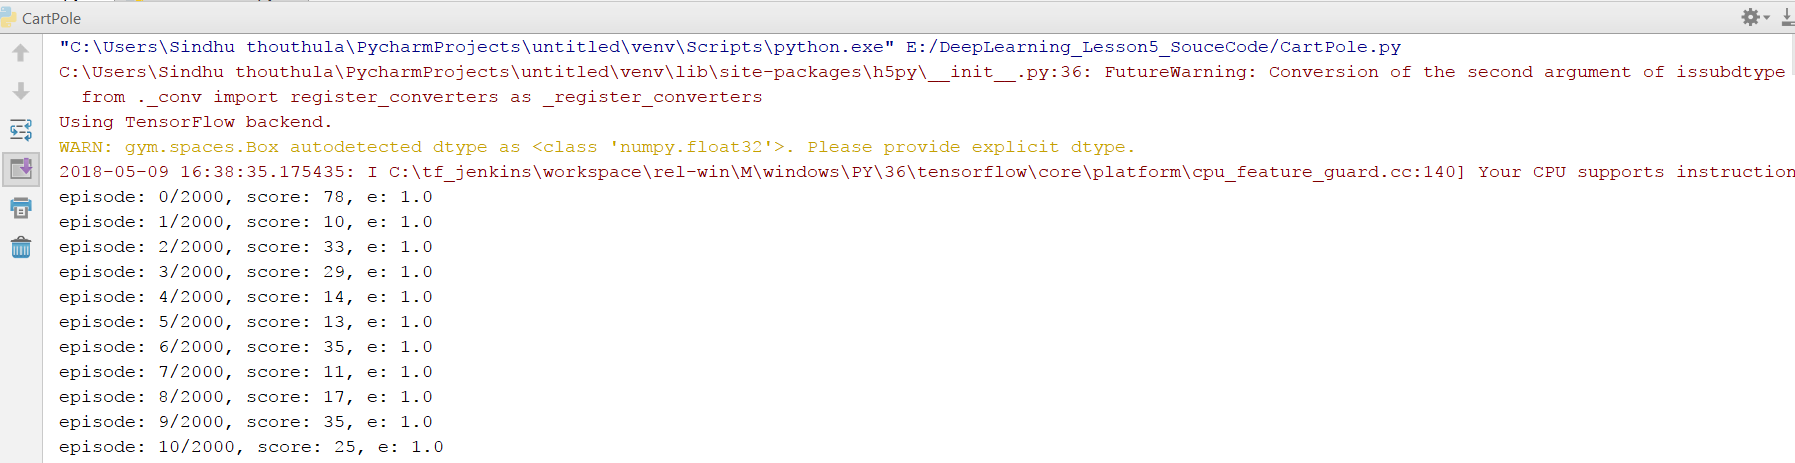 CartPole
"C:\Users\Sindhu thouthula\PycharmProjects\untitled\venv\Scripts\python.exe" E:/DeepLearning_Lesson5_SouceCode/CartPole.py
C:\Users\Sindhu thouthula\PycharmProjects\untitled\venv\lib\site-packages\h5py\__init__.py:36: FutureWarning: Conversion of the second argument of issubdtype
from ._conv import register_converters as _register_converters
Using TensorFlow backend.
WARN: gym.spaces.Box autodetected dtype as <class 'numpy.float32'>. Please provide explicit dtype.
2018-05-09 16:38:35.175435: I C:\tf_jenkins\workspace\rel-win\M\windows\PY\36\tensorflow\core\platform\cpu_feature_guard.cc:140] Your CPU supports instruction
episode: 0/2000, score: 78, e: 1.0
episode: 1/2000, score: 10, e: 1.0
episode: 2/2000, score: 33, e: 1.0
episode: 3/2000, score: 29, e: 1.0
episode: 4/2000, score: 14, e: 1.0
episode: 5/2000, score: 13, e: 1.0
episode: 6/2000, score: 35, e: 1.0
episode: 7/2000, score: 11, e: 1.0
episode: 8/2000, score: 17, e: 1.0
episode: 9/2000, score: 35, e: 1.0
episode: 10/2000, score: 25, e: 1.0